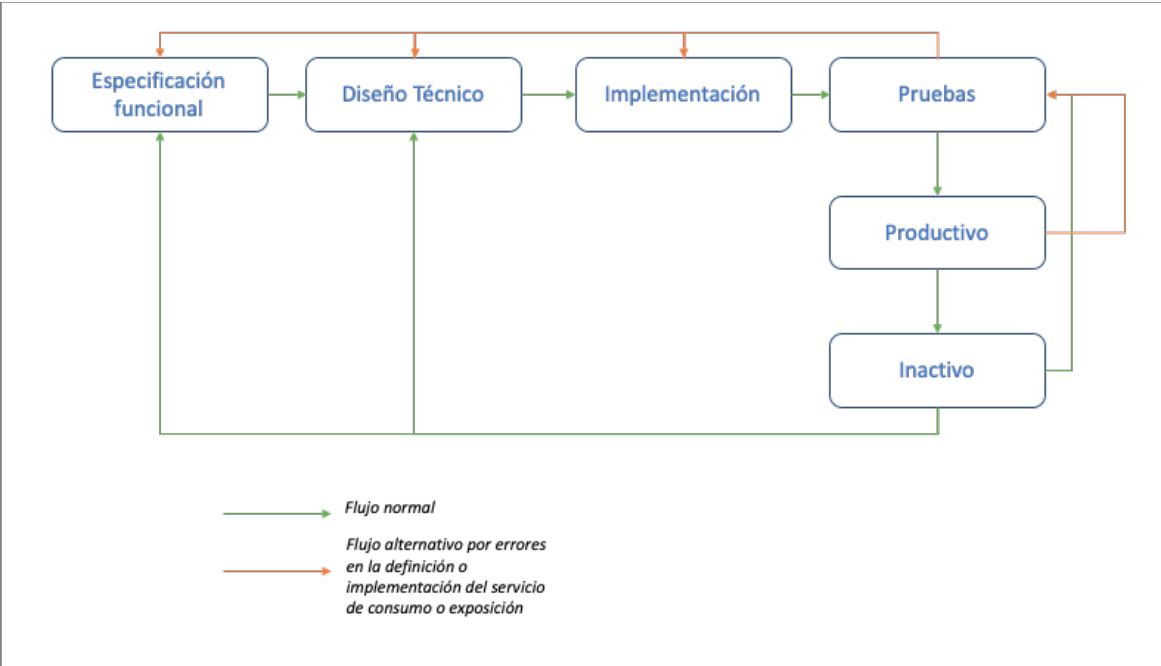 Especificación
funcional
Diseño Técnico
Implementación
Pruebas
Productivo
Inactivo
Flujo normal
Flujo alternativo por errores
en la definición o
implementación del servicio
de consumo o exposición